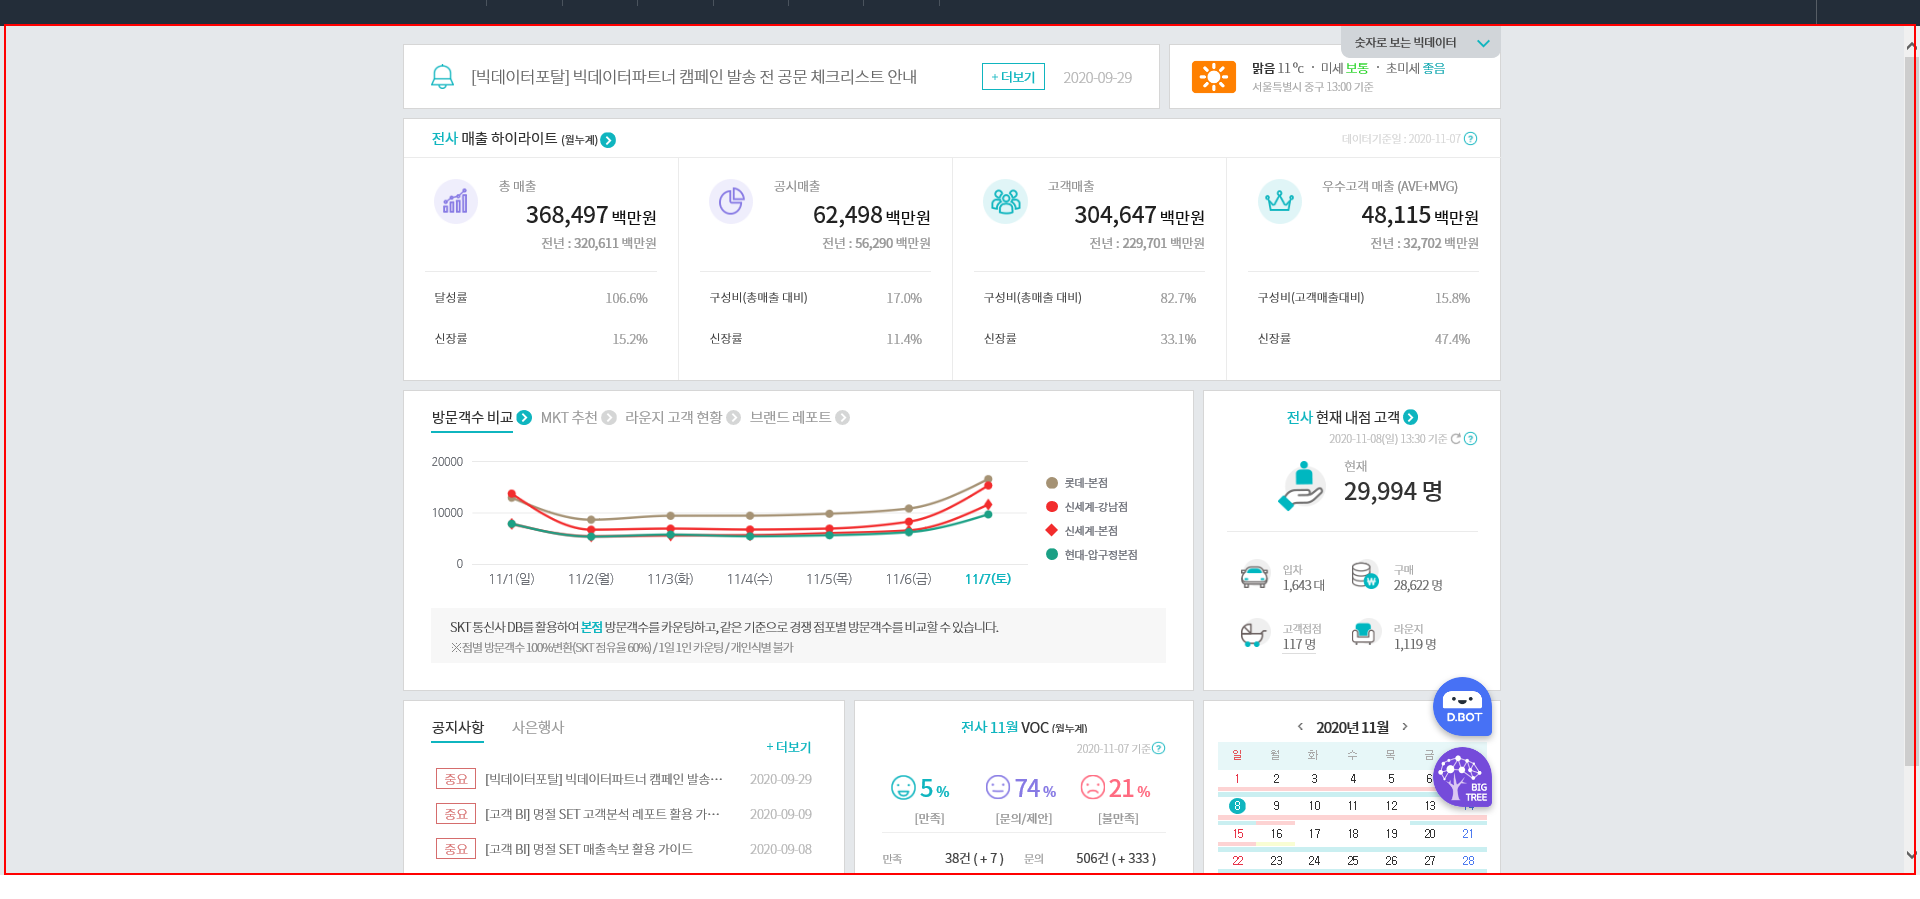 숫자로 보는 빅데이터
[빅데이터포탈] 빅데이터파트너 캠페인 발송 전 공문 체크리스트 안내
+ 더보기
2020-09-29
맑음 11 ºc · 미세 보통 · 초미세 좋음
서울특별시 중구 13:00 기준
전사 매출 하이라이트 (월누계)
데이터기준일 : 2020-11-07 ?
총 매출
368,497 백만원
전년 : 320,611 백만원
달성률 106.6%
신장률 15.2%
공시매출
62,498 백만원
전년 : 56,290 백만원
구성비(총매출 대비) 17.0%
신장률 11.4%
고객매출
304,647 백만원
전년 : 229,701 백만원
구성비(총매출 대비) 82.7%
신장률 33.1%
우수고객 매출 (AVE+MVG)
48,115 백만원
전년 : 32,702 백만원
구성비(고객매출대비) 15.8%
신장률 47.4%
방문객수 비교 MKT 추천 라운지 고객 현황 브랜드 레포트
20000
10000
0
11/1(일) 11/2(월) 11/3(화) 11/4(수) 11/5(목) 11/6(금) 11/7(토)
롯데-본점
신세계-강남점
신세계-본점
현대-압구정본점
SKT 통신사 DB를 활용하여 본점 방문객수를 카운팅하고, 같은 기준으로 경쟁 점포별 방문객수를 비교할 수 있습니다.
※점별 방문객수 100%변환(SKT 점유율 60%) / 1일 1인 카운팅 / 개인식별 불가
전사 현재 내점 고객
2020-11-08(일) 13:30 기준 ?
현재
29,994 명
입차
1,643 대
구매
28,622 명
고객접점
117 명
라운지
1,119 명
D.BOT
BIG
TREE
공지사항 사은행사
+ 더보기
중요 [빅데이터포탈] 빅데이터파트너 캠페인 발송… 2020-09-29
중요 [고객 BI] 명절 SET 고객분석 레포트 활용 가… 2020-09-09
중요 [고객 BI] 명절 SET 매출속보 활용 가이드 2020-09-08
전사 11월 VOC (월누계)
2020-11-07 기준 ?
5 % 74 % 21 %
[만족] [문의/제안] [불만족]
만족 38건 ( + 7 ) 문의 506건 ( + 333 )
2020년 11월
일 월 화 수 목 금
1 2 3 4 5 6
8 9 10 11 12 13 14
15 16 17 18 19 20 21
22 23 24 25 26 27 28